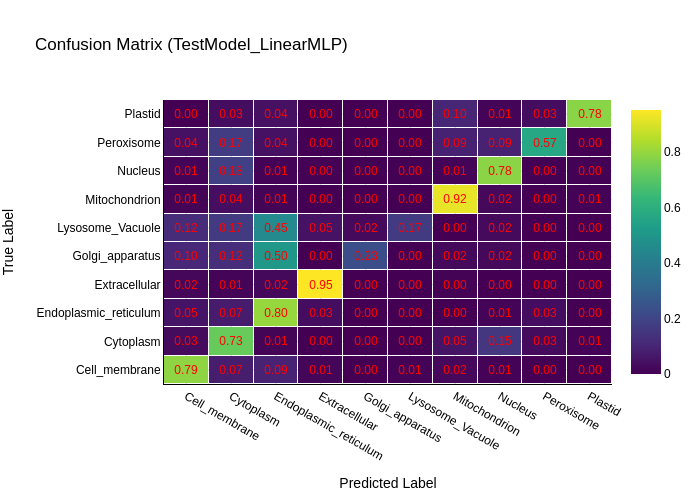 Confusion Matrix (TestModel_LinearMLP)
True Label
Plastid 0.00 0.03 0.04 0.00 0.00 0.00 0.10 0.01 0.03 0.78
Peroxisome 0.04 0.17 0.04 0.00 0.00 0.00 0.09 0.09 0.57 0.00
Nucleus 0.01 0.01 0.00 0.00 0.00 0.01 0.78 0.00 0.00
Mitochondrion 0.01 0.04 0.01 0.00 0.00 0.00 0.92 0.02 0.00 0.01
Lysosome_Vacuole 0.12 0.17 0.45 0.05 0.02 0.17 0.00 0.02 0.00 0.00
Golgi_apparatus 0.10 0.12 0.50 0.00 0.00 0.02 0.02 0.00 0.00
Extracellular 0.02 0.01 0.02 0.95 0.00 0.00 0.00 0.00 0.00 0.00
Endoplasmic_reticulum 0.05 0.07 0.80 0.03 0.00 0.00 0.00 0.01 0.03 0.00
Cytoplasm 0.03 0.73 0.01 0.00 0.00 0.00 0.05 0.15 0.03 0.01
Cell_membrane 0.79 0.07 0.09 0.01 0.00 0.01 0.02 0.01 0.00 0.00
Cell_membrane Cytoplasm Endoplasmic_reticulum Extracellular Golgi_apparatus Lysosome_Vacuole Mitochondrion Nucleus Peroxisome Plastid
Predicted Label
0.8
0.6
0.4
0.2
0